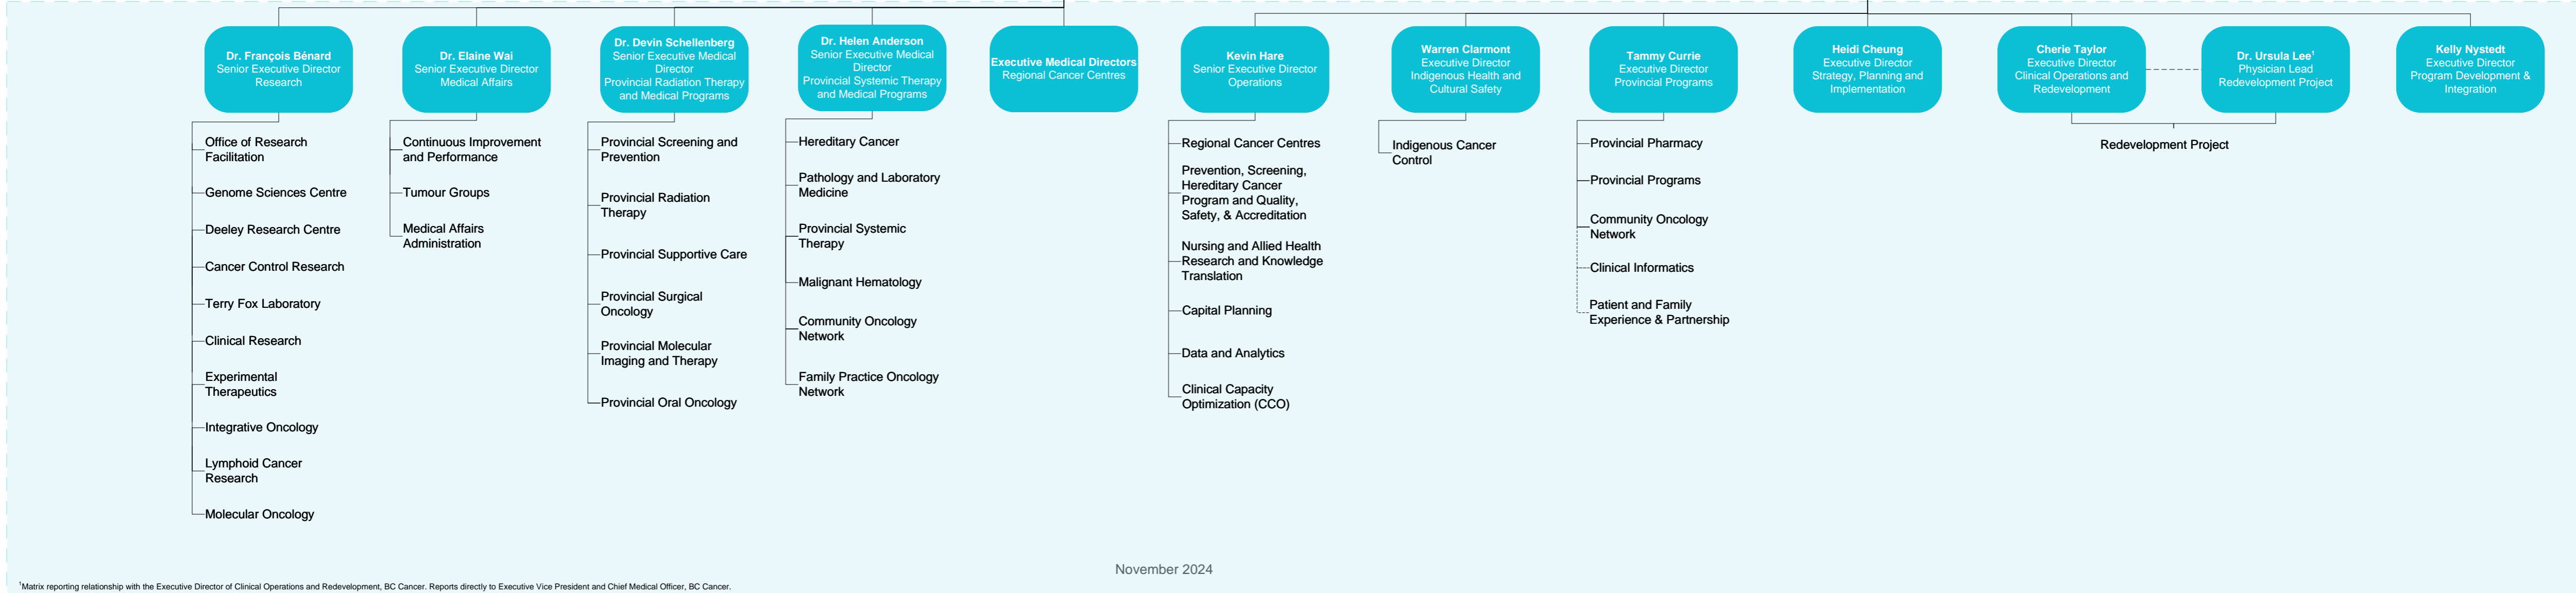 Dr. François Bénard
Senior Executive Director
Research
Office of Research
Facilitation
Genome Sciences Centre
Deeley Research Centre
Cancer Control Research
Terry Fox Laboratory
Clinical Research
Experimental
Therapeutics
Integrative Oncology
Lymphoid Cancer
Research
Molecular Oncology
Dr. Elaine Wai
Senior Executive Director
Medical Affairs
Continuous Improvement
and Performance
Tumour Groups
Medical Affairs
Administration
Dr. Devin Schellenberg
Senior Executive Medical
Director
Provincial Radiation Therapy
and Medical Programs
Provincial Screening and
Prevention
Provincial Radiation
Therapy
Provincial Supportive Care
Provincial Surgical
Oncology
Provincial Molecular
Imaging and Therapy
Provincial Oral Oncology
Dr. Helen Anderson
Senior Executive Medical
Director
Provincial Systemic Therapy
and Medical Programs
Hereditary Cancer
Pathology and Laboratory
Medicine
Provincial Systemic
Therapy
Malignant Hematology
Community Oncology
Network
Family Practice Oncology
Network
Executive Medical Directors
Regional Cancer Centres
Kevin Hare
Senior Executive Director
Operations
Regional Cancer Centres
Prevention, Screening,
Hereditary Cancer
Program and Quality,
Safety, & Accreditation
Nursing and Allied Health
Research and Knowledge
Translation
Capital Planning
Data and Analytics
Clinical Capacity
Optimization (CCO)
Warren Clarmont
Executive Director
Indigenous Health and
Cultural Safety
Indigenous Cancer
Control
Tammy Currie
Executive Director
Provincial Programs
Provincial Pharmacy
Provincial Programs
Community Oncology
Network
Clinical Informatics
Patient and Family
Experience & Partnership
Heidi Cheung
Executive Director
Strategy, Planning and
Implementation
Cherie Taylor
Executive Director
Clinical Operations and
Redevelopment
Dr. Ursula Lee¹
Physician Lead
Redevelopment Project
Redevelopment Project
Kelly Nystedt
Executive Director
Program Development &
Integration
November 2024
¹Matrix reporting relationship with the Executive Director of Clinical Operations and Redevelopment, BC Cancer. Reports directly to Executive Vice President and Chief Medical Officer, BC Cancer.